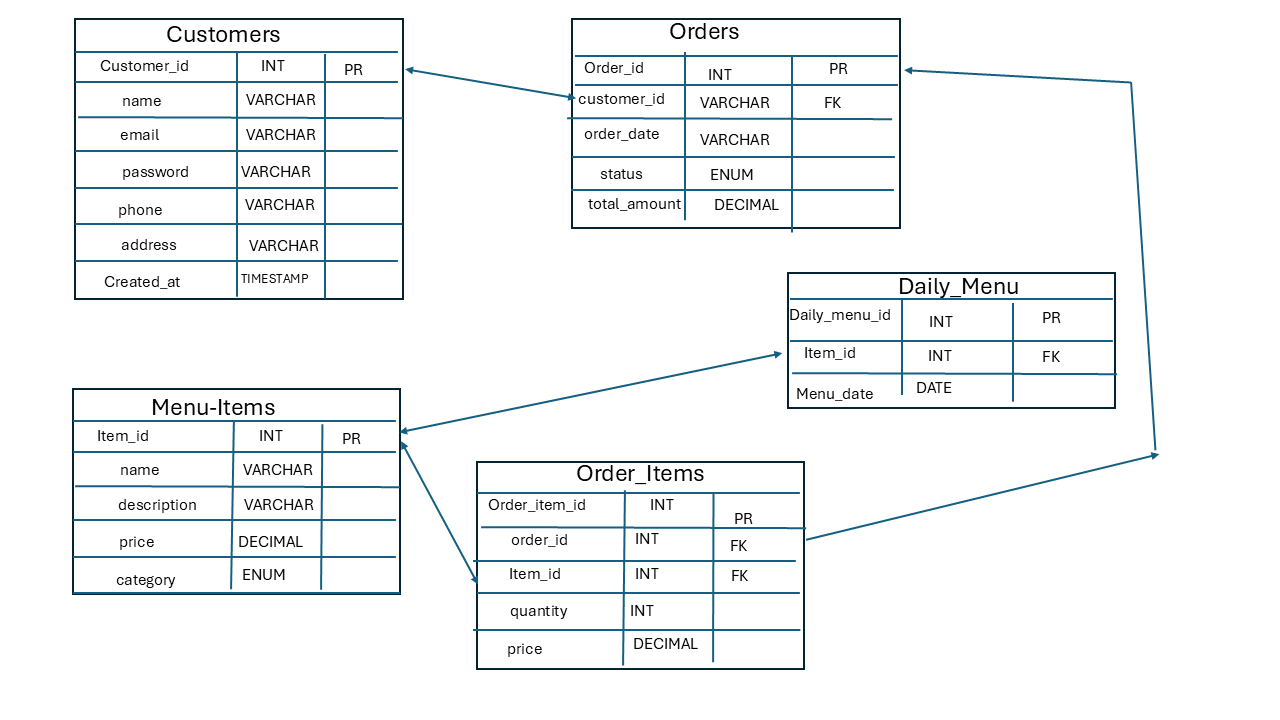 Customers
Customer_id INT PR
name VARCHAR
email VARCHAR
password VARCHAR
phone VARCHAR
address VARCHAR
Created_at TIMESTAMP
Orders
Order_id INT PR
customer_id VARCHAR FK
order_date VARCHAR
status ENUM
total_amount DECIMAL
Daily_Menu
Daily_menu_id INT PR
Item_id INT FK
Menu_date DATE
Menu-Items
Item_id INT PR
name VARCHAR
description VARCHAR
price DECIMAL
category ENUM
Order_Items
Order_item_id INT PR
order_id INT FK
Item_id INT FK
quantity INT
price DECIMAL